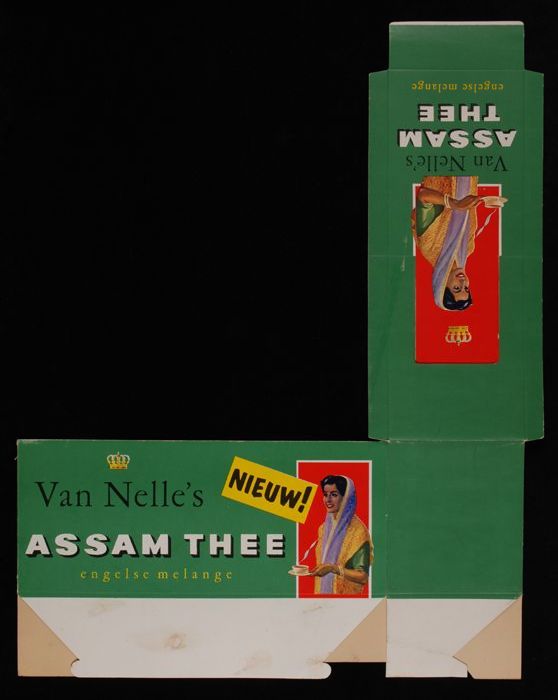 engelse melange
ASSAM
THEE
Van Nelle's
Van Nelle's
NIEUW!
ASSAM THEE
engelse melange